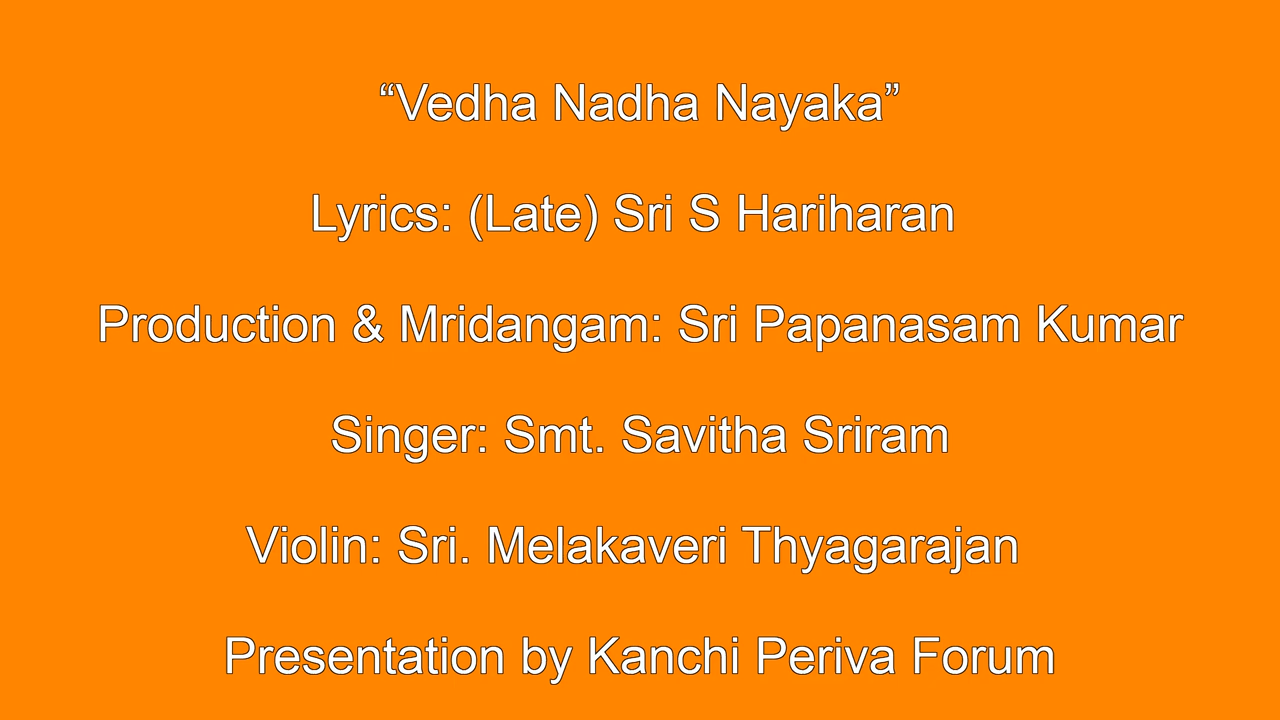 “Vedha Nadha Nayaka”
Lyrics: (Late) Sri S Hariharan
Production & Mridangam: Sri Papanasam Kumar
Singer: Smt. Savitha Sriram
Violin: Sri. Melakaveri Thyagarajan
Presentation by Kanchi Periva Forum